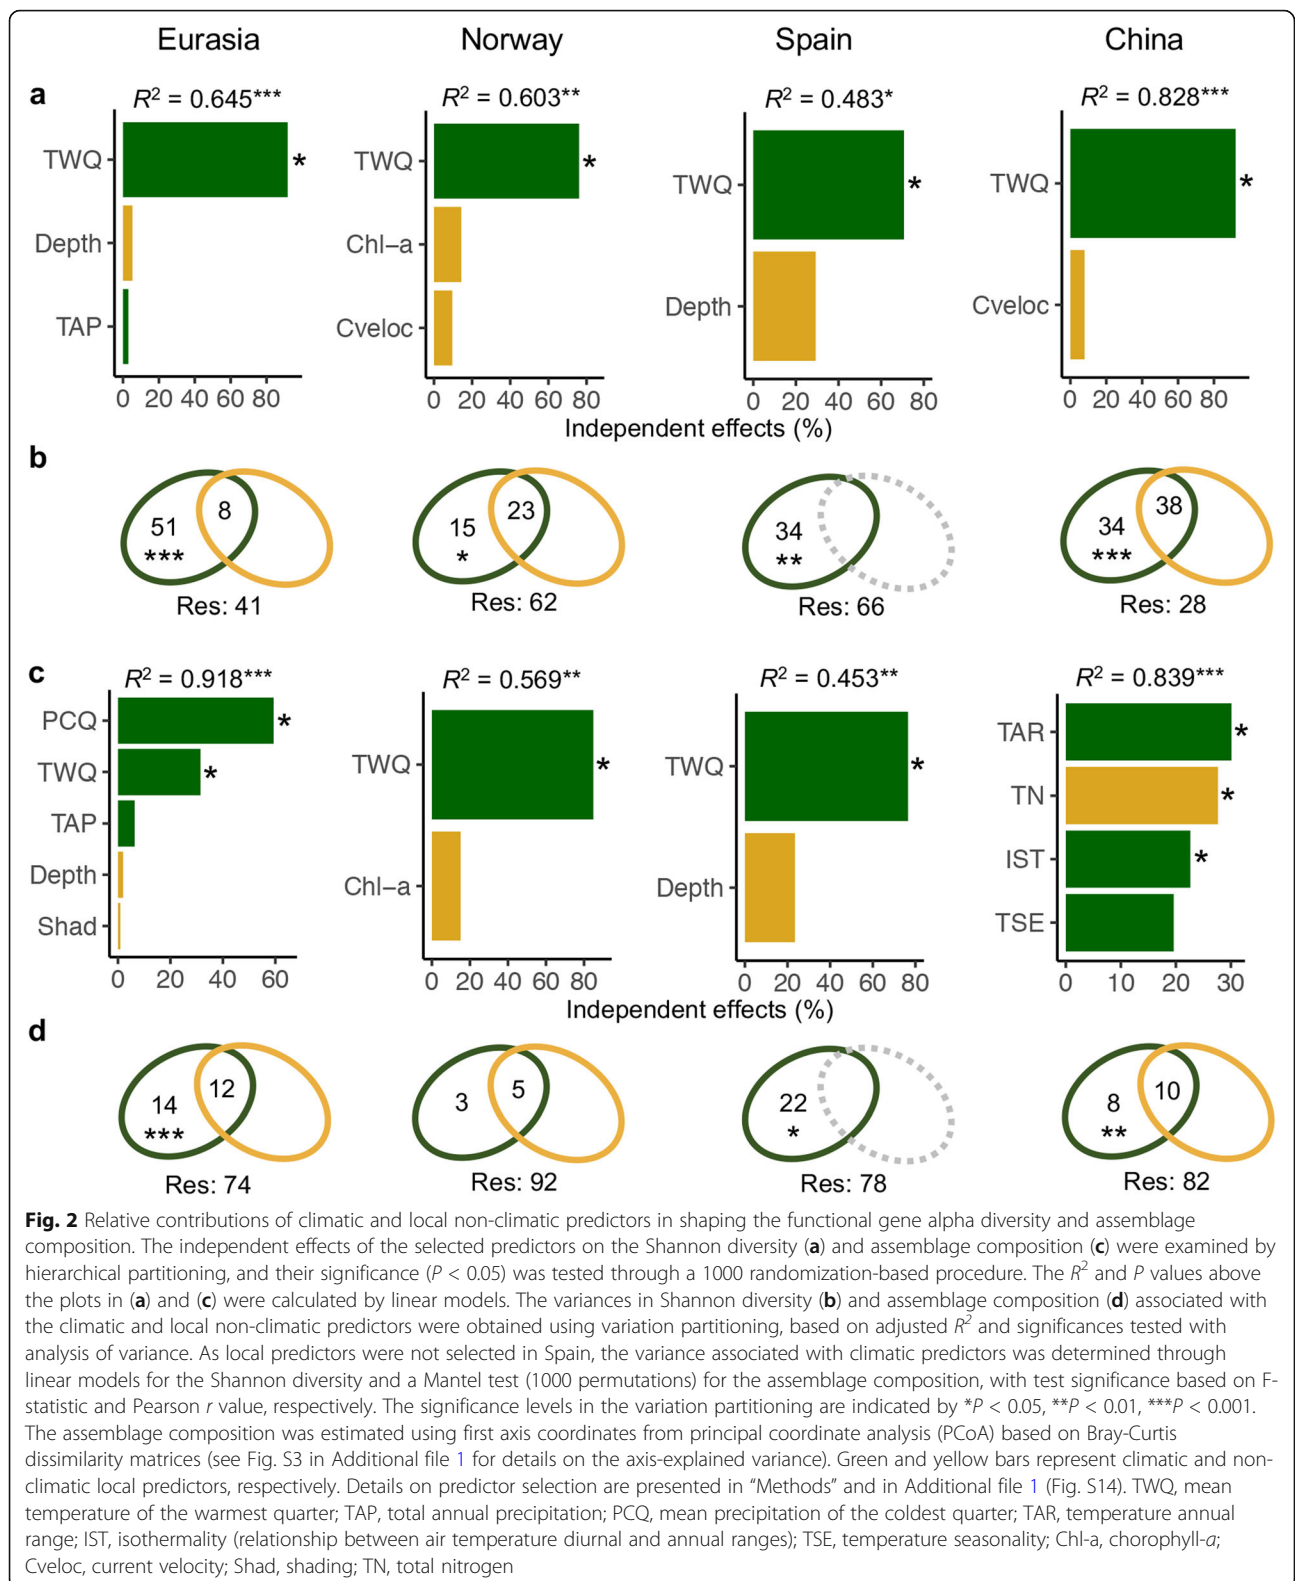 Eurasia Norway Spain China
a
R² = 0.645*** R² = 0.603** R² = 0.483* R² = 0.828***
TWQ * TWQ * TWQ * TWQ *
Depth Chl−a Depth Cveloc
TAP Cveloc
0 20 40 60 80 0 20 40 60 80 0 20 40 60 80 0 20 40 60 80
Independent effects (%)
b
51 8 15 23 34 34 38
*** * ** ***
Res: 41 Res: 62 Res: 66 Res: 28
c
R² = 0.918*** R² = 0.569** R² = 0.453** R² = 0.839***
PCQ * TWQ * TWQ * TAR *
TWQ * Chl−a Depth TN *
TAP IST *
Depth TSE
Shad
0 20 40 60 0 20 40 60 80 0 20 40 60 80 0 10 20 30
Independent effects (%)
d
14 12 3 5 22 8 10
*** * **
Res: 74 Res: 92 Res: 78 Res: 82
Fig. 2 Relative contributions of climatic and local non-climatic predictors in shaping the functional gene alpha diversity and assemblage
composition. The independent effects of the selected predictors on the Shannon diversity (a) and assemblage composition (c) were examined by
hierarchical partitioning, and their significance (P < 0.05) was tested through a 1000 randomization-based procedure. The R² and P values above
the plots in (a) and (c) were calculated by linear models. The variances in Shannon diversity (b) and assemblage composition (d) associated with
the climatic and local non-climatic predictors were obtained using variation partitioning, based on adjusted R² and significances tested with
analysis of variance. As local predictors were not selected in Spain, the variance associated with climatic predictors was determined through
linear models for the Shannon diversity and a Mantel test (1000 permutations) for the assemblage composition, with test significance based on F-
statistic and Pearson r value, respectively. The significance levels in the variation partitioning are indicated by *P < 0.05, **P < 0.01, ***P < 0.001.
The assemblage composition was estimated using first axis coordinates from principal coordinate analysis (PCoA) based on Bray-Curtis
dissimilarity matrices (see Fig. S3 in Additional file 1 for details on the axis-explained variance). Green and yellow bars represent climatic and non-
climatic local predictors, respectively. Details on predictor selection are presented in “Methods” and in Additional file 1 (Fig. S14). TWQ, mean
temperature of the warmest quarter; TAP, total annual precipitation; PCQ, mean precipitation of the coldest quarter; TAR, temperature annual
range; IST, isothermality (relationship between air temperature diurnal and annual ranges); TSE, temperature seasonality; Chl-a, chorophyll-a;
Cveloc, current velocity; Shad, shading; TN, total nitrogen